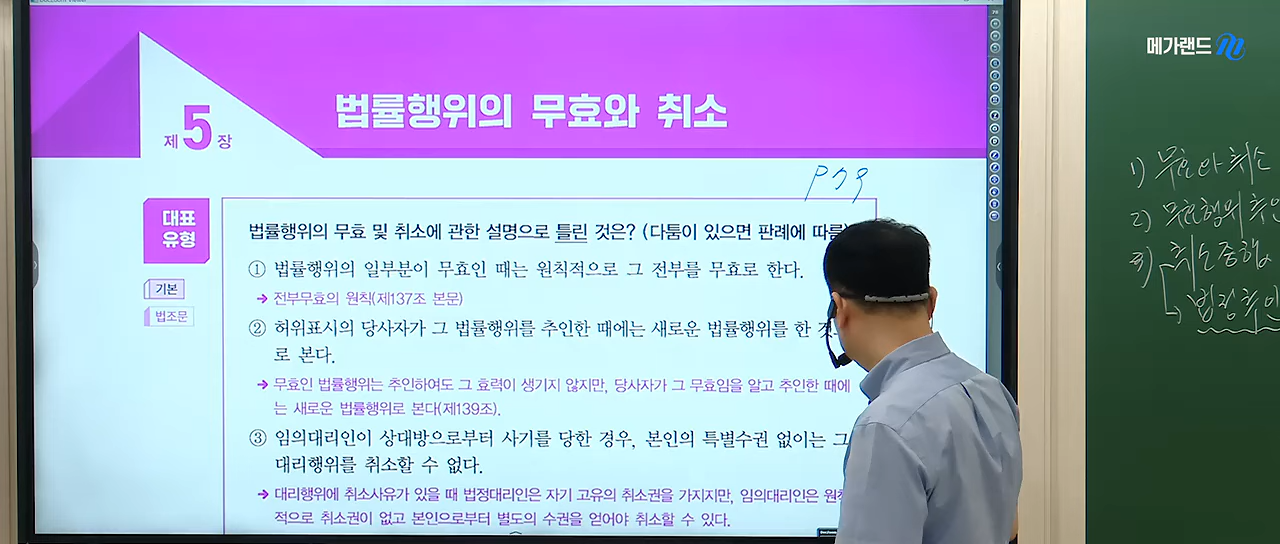 메가랜드
제5장
법률행위의 무효와 취소
P79
대표
유형
기본
법조문
법률행위의 무효 및 취소에 관한 설명으로 틀린 것은? (다툼이 있으면 판례에 따름)
① 법률행위의 일부분이 무효인 때는 원칙적으로 그 전부를 무효로 한다.
→ 전부무효의 원칙(제137조 본문)
② 허위표시의 당사자가 그 법률행위를 추인한 때에는 새로운 법률행위를 한 것으
로 본다.
→ 무효인 법률행위는 추인하여도 그 효력이 생기지 않지만, 당사자가 그 무효임을 알고 추인한 때에
는 새로운 법률행위로 본다(제139조).
③ 임의대리인이 상대방으로부터 사기를 당한 경우, 본인의 특별수권 없이는 그
대리행위를 취소할 수 없다.
→ 대리행위에 취소사유가 있을 때 법정대리인은 자기 고유의 취소권을 가지지만, 임의대리인은 원칙
적으로 취소권이 없고 본인으로부터 별도의 수권을 얻어야 취소할 수 있다.
1) 무효와 취소
2) 무효행위 추인
3) 취소
법정추인